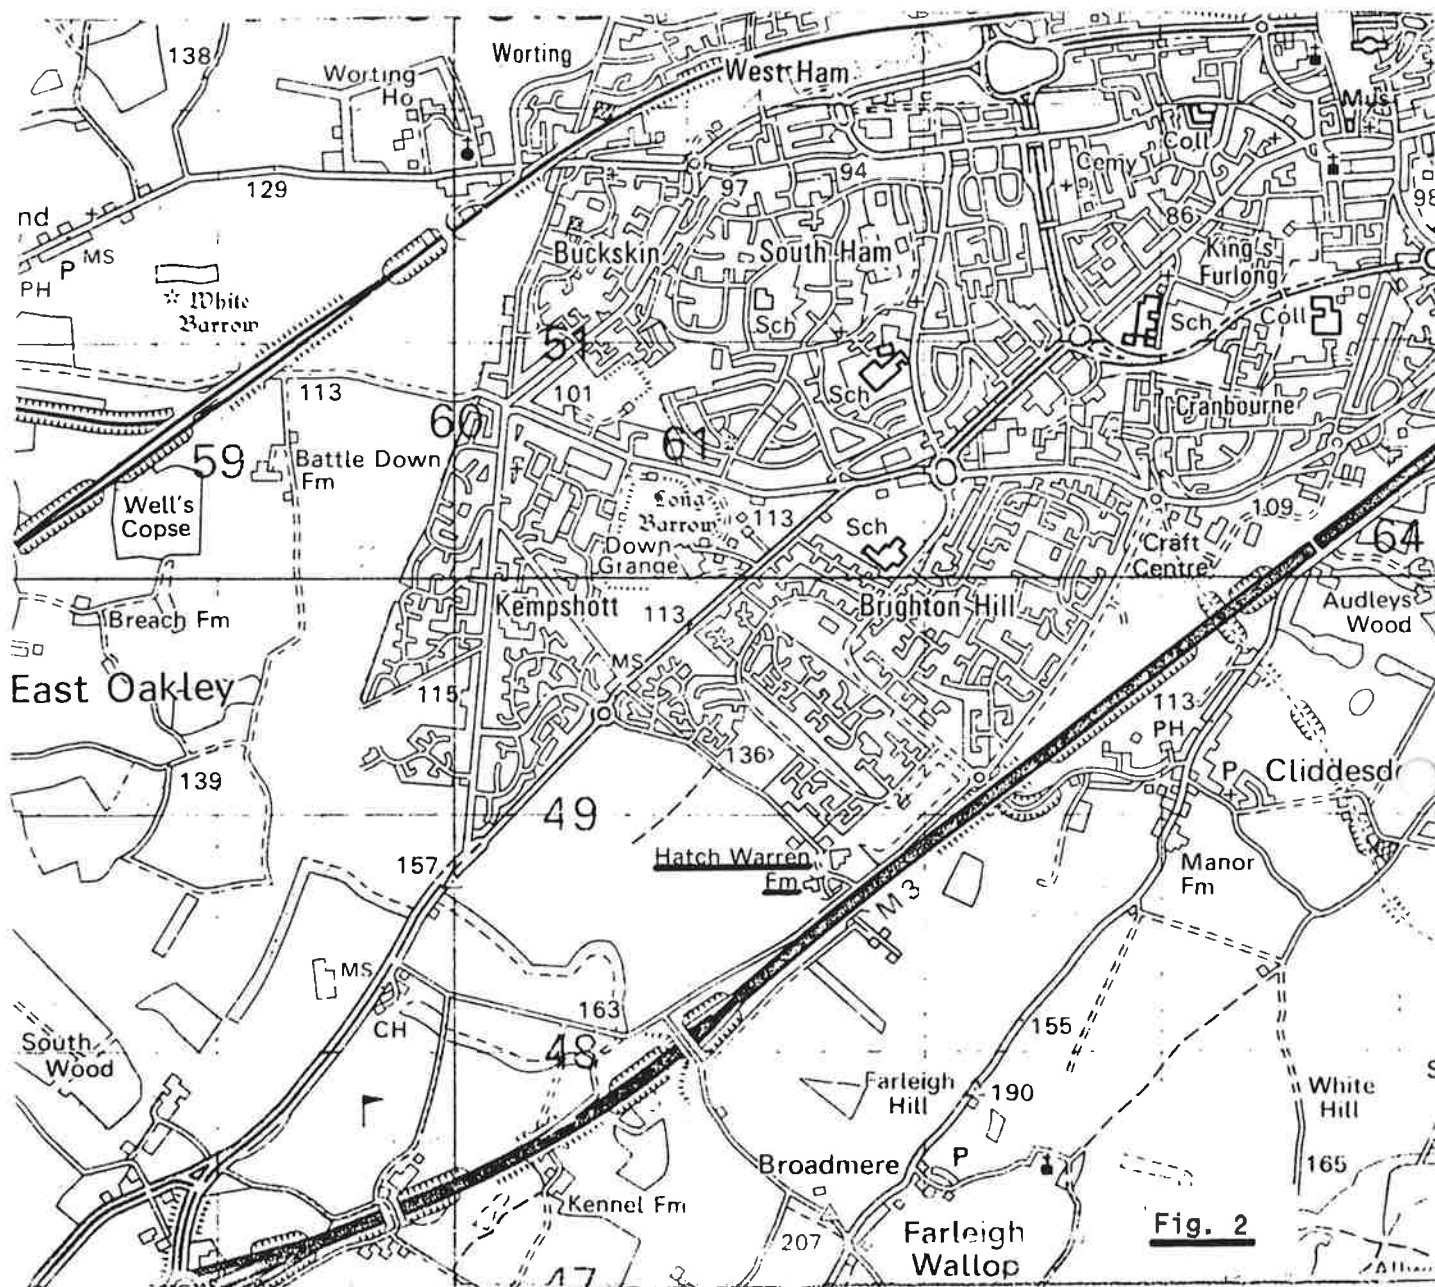 138
Worting
Worting
Ho
West Ham
Mus
Coll
Cemy
129
97
94
98
nd
MS
P
PH
86
Buckskin
South Ham
King's
Furlong
White
Barrow
Sch
Sch
Coll
51
113
101
Sch
Cranbourne
60
61
59
Battle Down
Fm
Well's
Copse
Long
Barrow
113
Sch
109
Down
Grange
Craft
Centre
64
Breach Fm
Kempshott
113
Brighton Hill
Audleys
Wood
MS
East Oakley
115
113
PH
136
139
P
Cliddesd
49
157
Hatch Warren
Fm
Manor
Fm
M 3
MS
CH
163
155
South
Wood
48
Farleigh
Hill
190
White
Hill
S
Broadmere
P
165
Kennel Fm
207
Farleigh
Wallop
Fig. 2
47